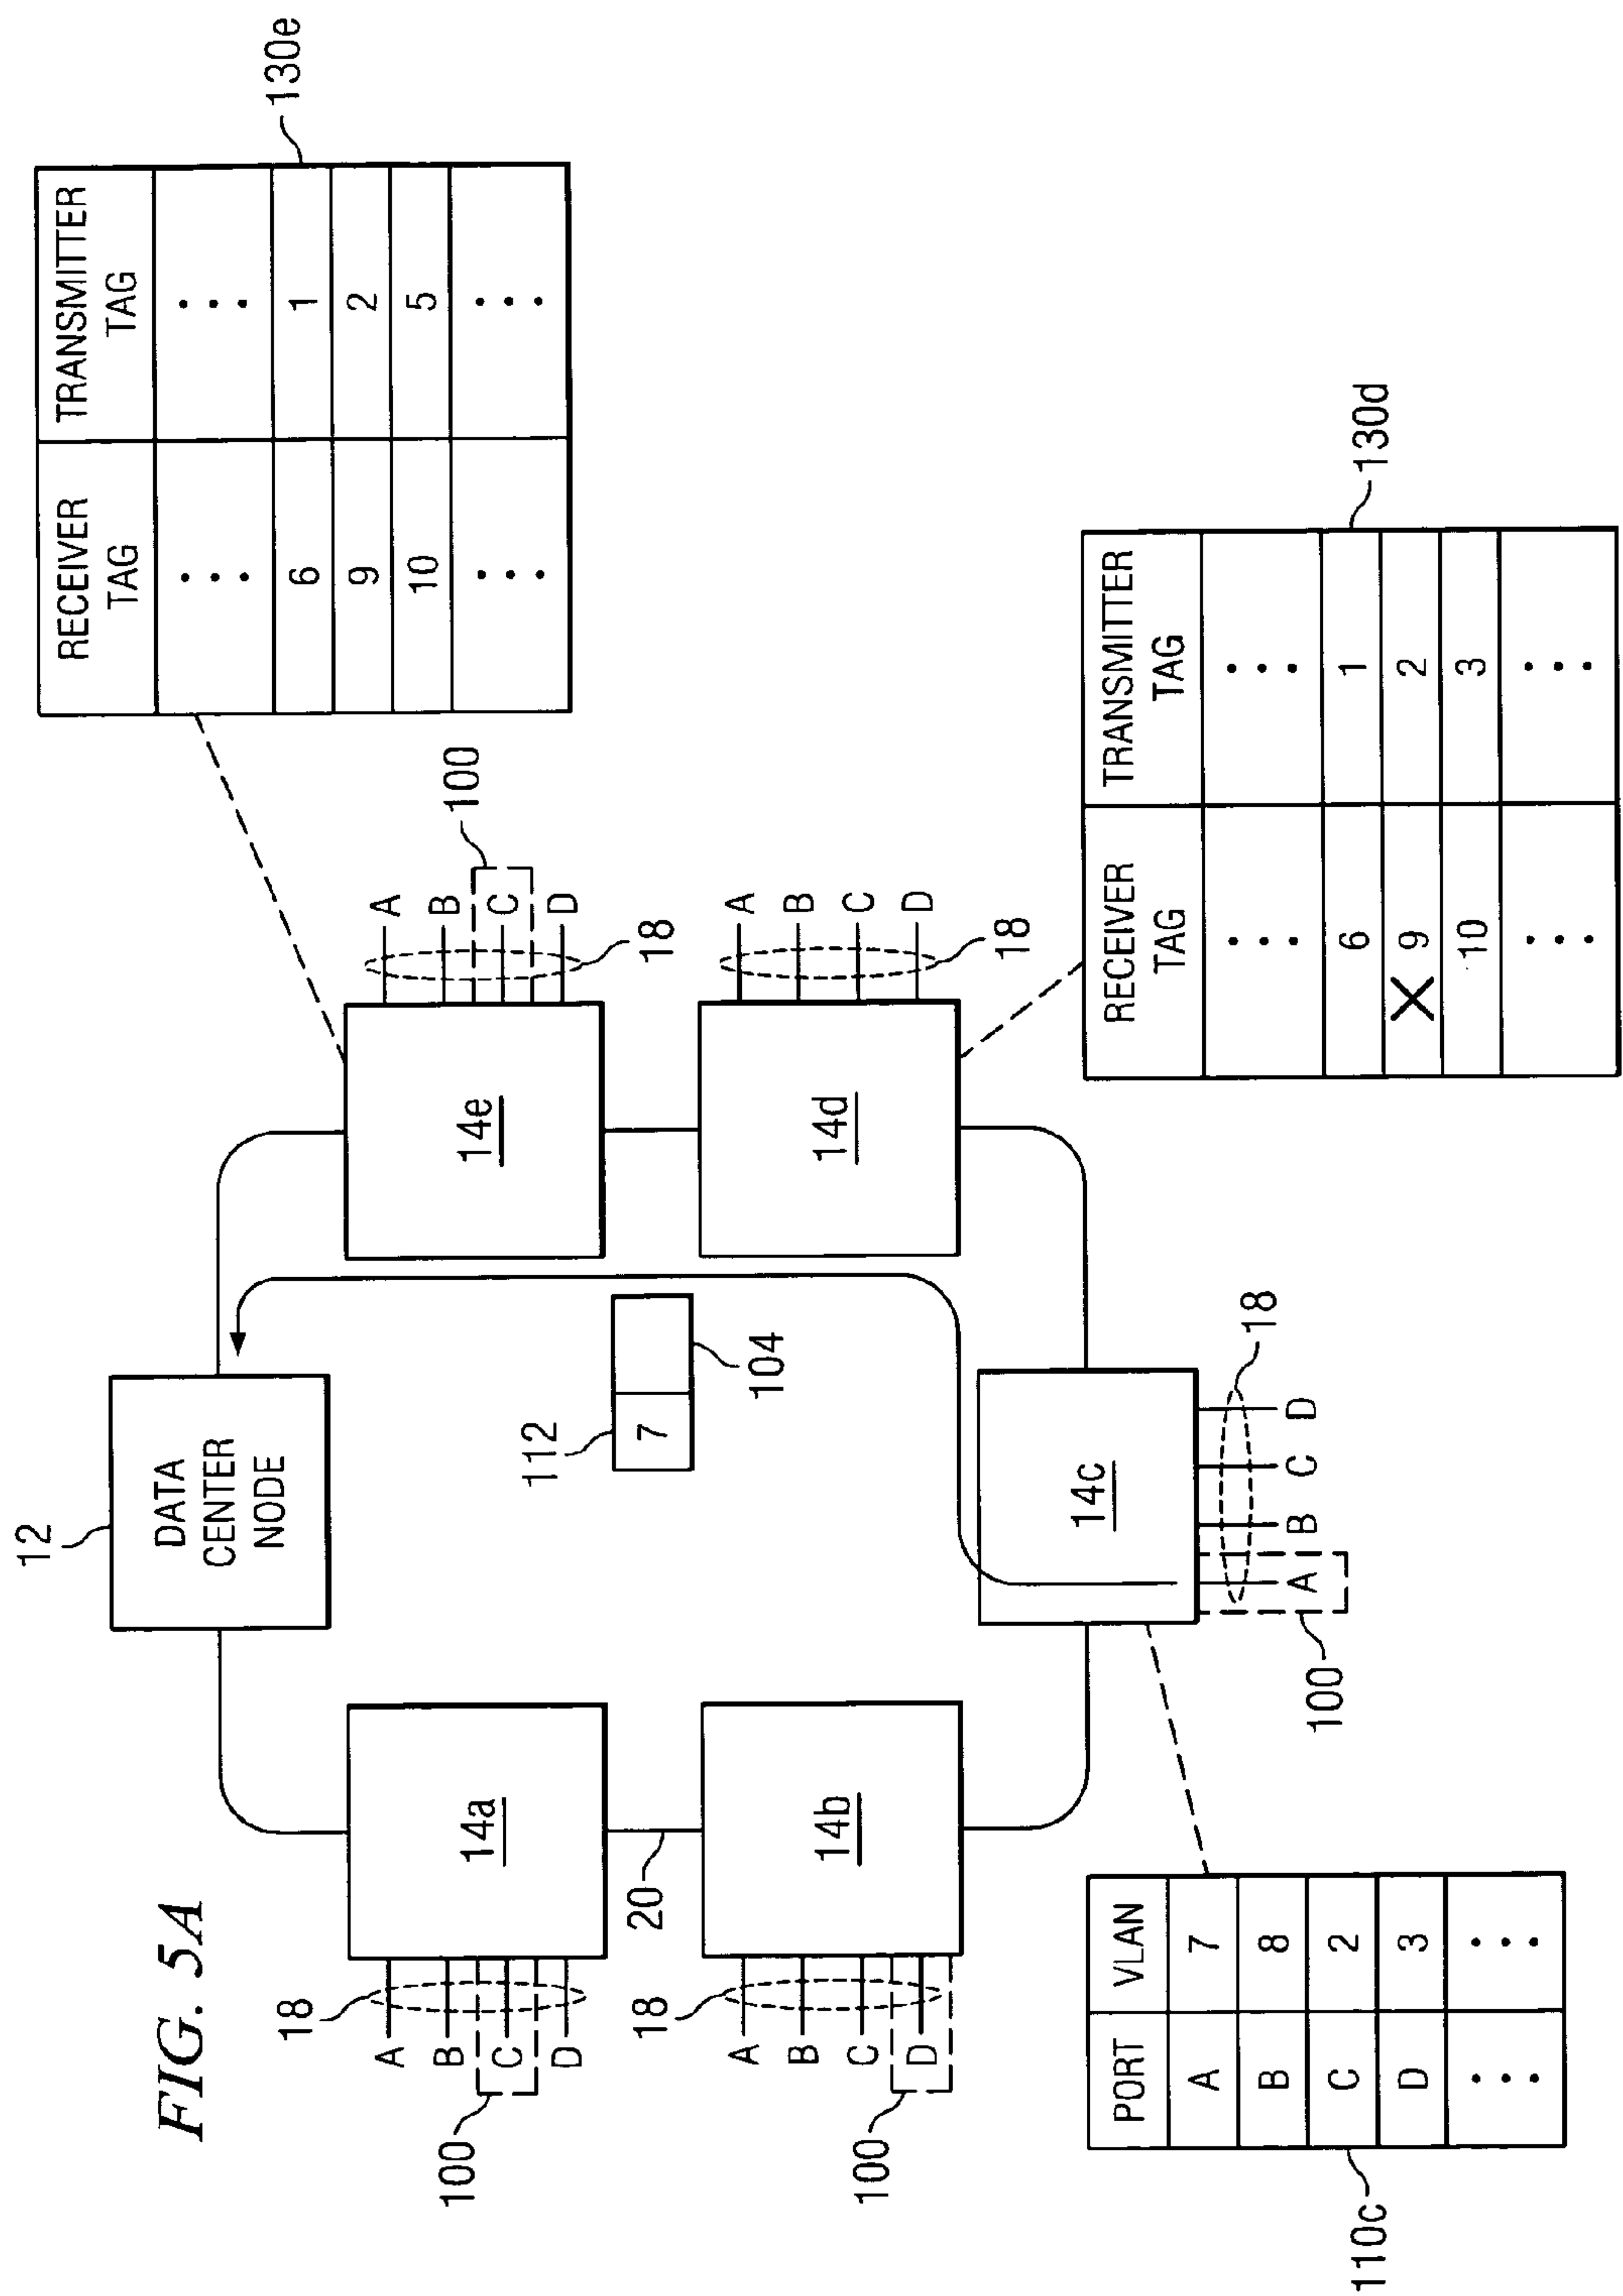 FIG. 5A
12
DATA
CENTER
NODE
14a
18
A
B
C
D
100
20
14b
18
A
B
C
D
100
14c
18
A
B
C
D
100
14d
18
A
B
C
D
14e
18
A
B
C
D
100
112
7
104
110c
PORT VLAN
A 7
B 8
C 2
D 3
130e
RECEIVER TAG TRANSMITTER TAG
6 1
9 2
10 5
130d
RECEIVER TAG TRANSMITTER TAG
6 1
X 9 2
10 3